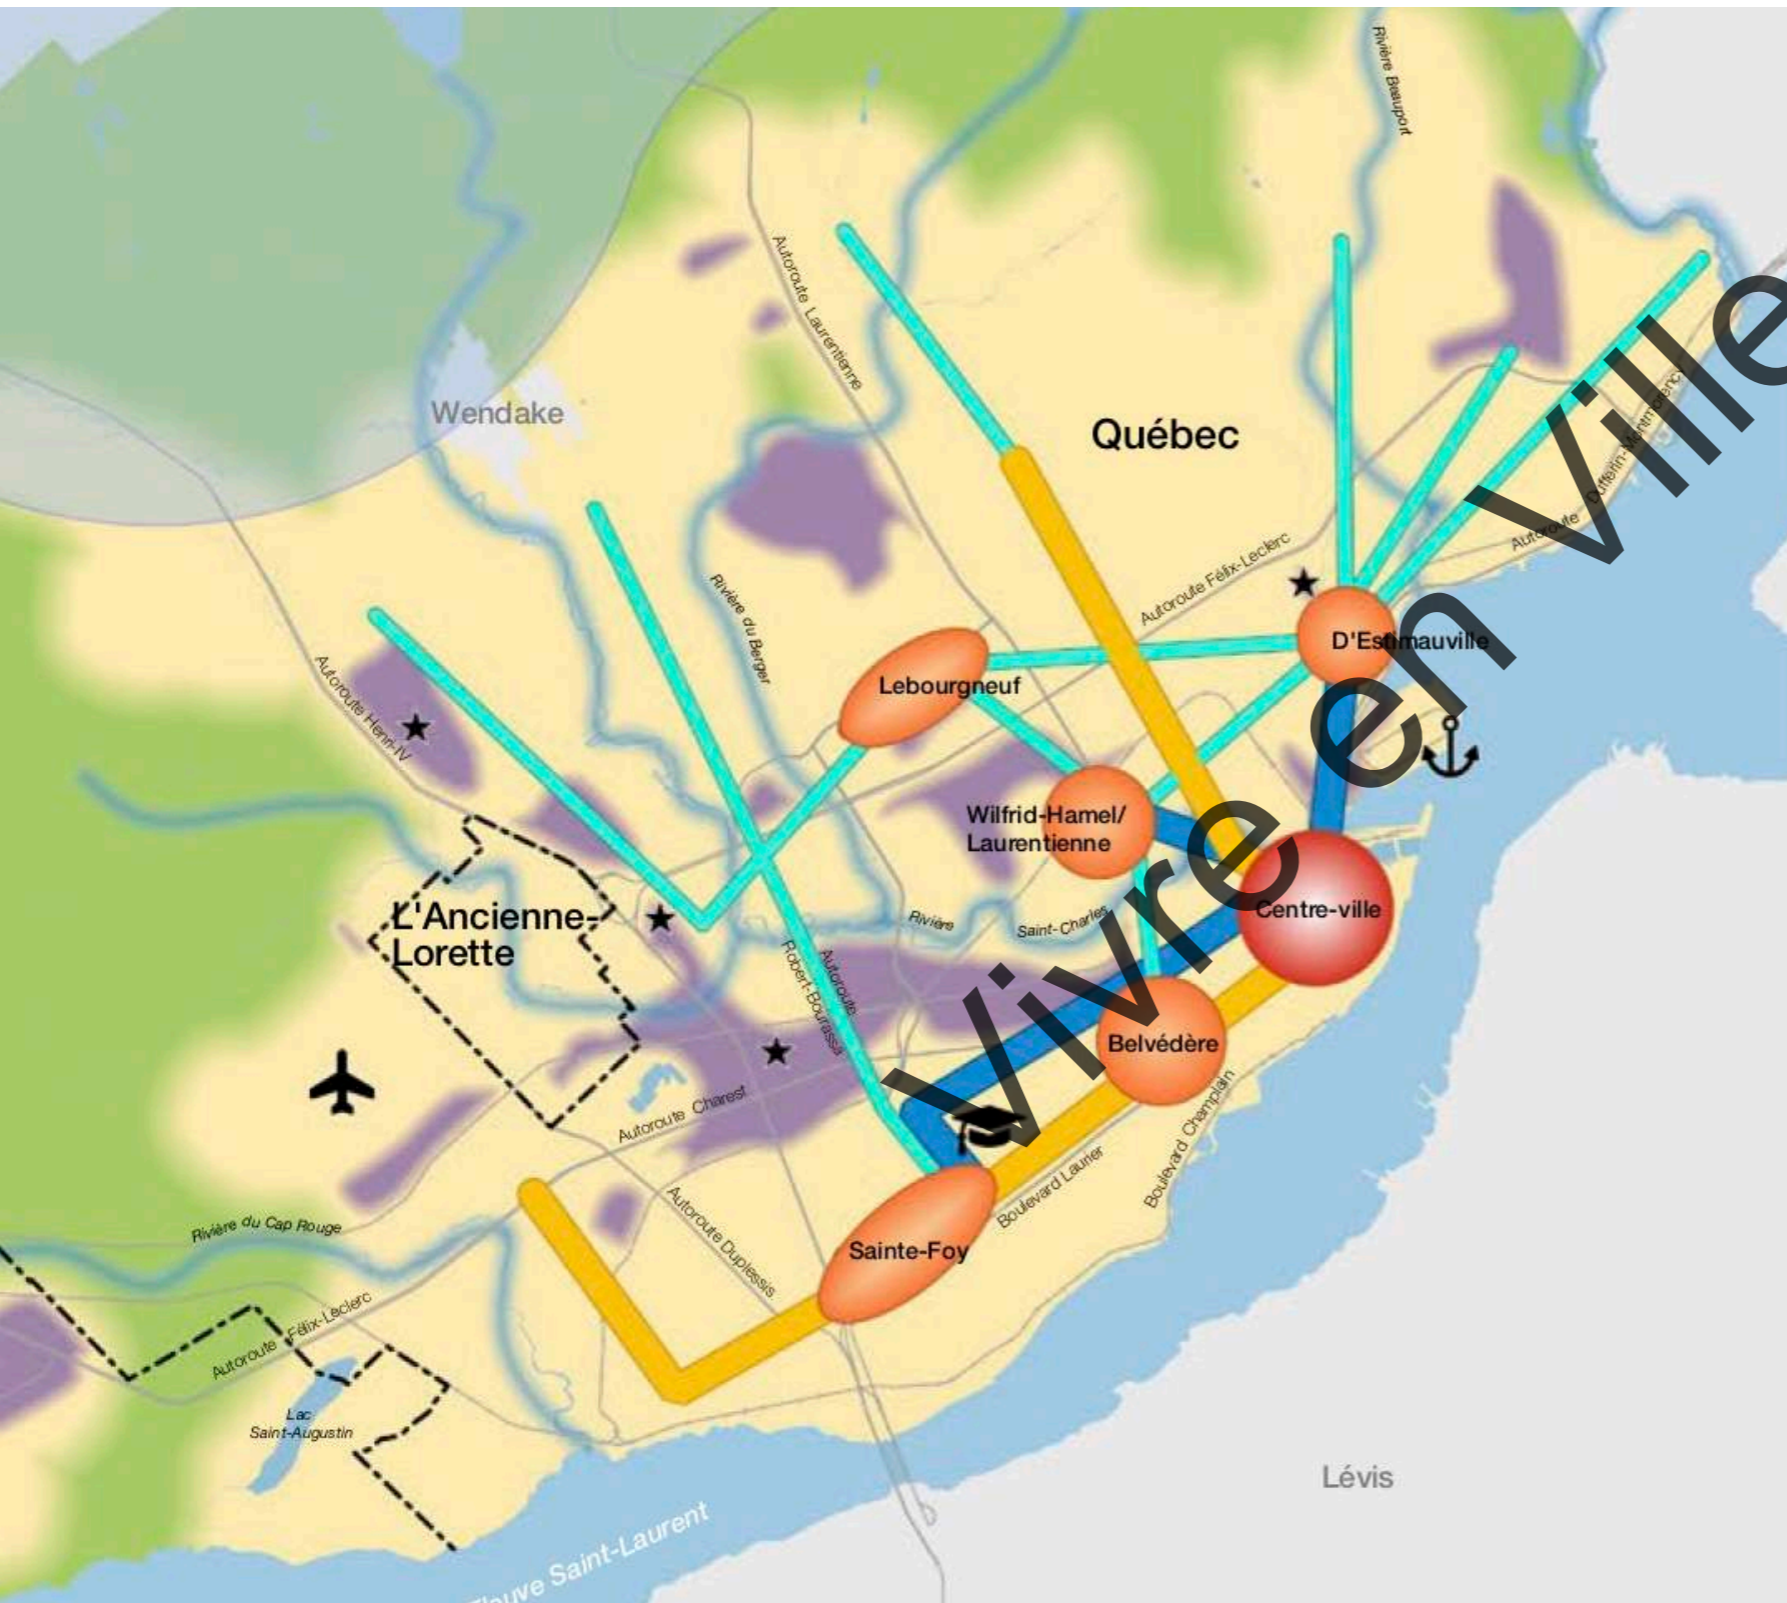 Rivière Beauport
Autoroute Laurentienne
Wendake
Québec
Autoroute Dufferin-Montmorency
Autoroute Félix-Leclerc
Rivière du Berger
D'Estimauville
Lebourgneuf
Autoroute Henri-IV
Wilfrid-Hamel/
Laurentienne
L'Ancienne-
Lorette
Centre-ville
Rivière Saint-Charles
Autoroute
Robert-Bourassa
Belvédère
Autoroute Charest
Boulevard Champlain
Boulevard Laurier
Rivière du Cap Rouge
Autoroute Duplessis
Sainte-Foy
Autoroute Félix-Leclerc
Lac
Saint-Augustin
Lévis
Fleuve Saint-Laurent
Vivre en Ville